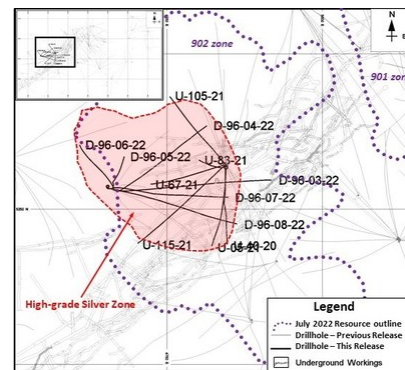 N
902 zone
901 zone
U-105-21
D-96-04-22
D-96-06-22
D-96-05-22
U-83-21
U-67-21
D-96-03-22
D-96-07-22
D-96-08-22
U-115-21
High-grade Silver Zone
Legend
July 2022 Resource outline
Drillhole – Previous Release
Drillhole – This Release
Underground Workings